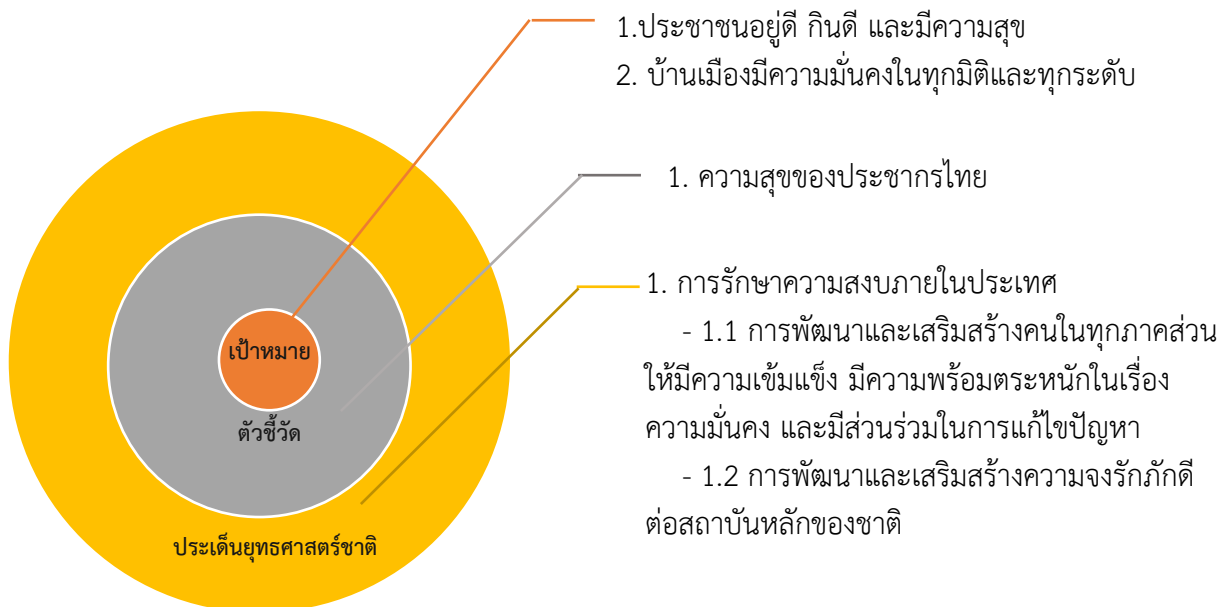 1.ประชาชนอยู่ดี กินดี และมีความสุข
2. บ้านเมืองมีความมั่นคงในทุกมิติและทุกระดับ
1. ความสุขของประชากรไทย
1. การรักษาความสงบภายในประเทศ
- 1.1 การพัฒนาและเสริมสร้างคนในทุกภาคส่วน
ให้มีความเข้มแข็ง มีความพร้อมตระหนักในเรื่อง
ความมั่นคง และมีส่วนร่วมในการแก้ไขปัญหา
- 1.2 การพัฒนาและเสริมสร้างความจงรักภักดี
ต่อสถาบันหลักของชาติ
เป้าหมาย
ตัวชี้วัด
ประเด็นยุทธศาสตร์ชาติ